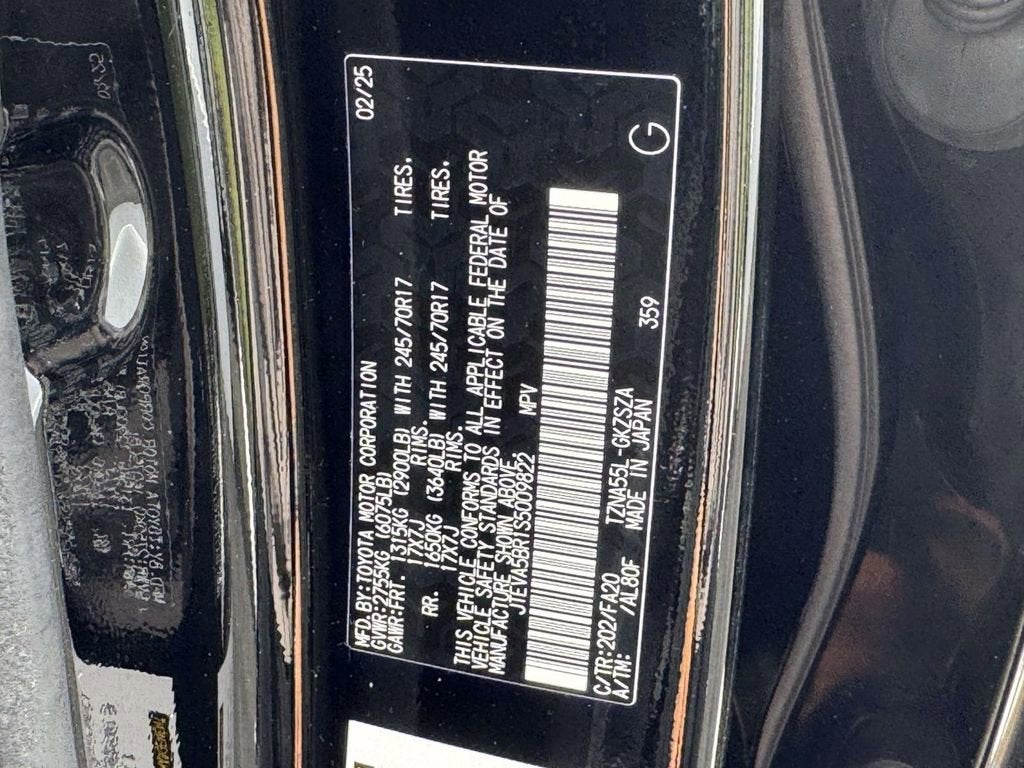 MFD.BY:TOYOTA MOTOR CORPORATION 02/25
GVWR:2755KG (6075LB)
GAWR:FRT. 1315KG (2900LB) WITH 245/70R17 TIRES.
17X7J RIMS.
RR. 1650KG (3640LB) WITH 245/70R17 TIRES.
17X7J RIMS.
THIS VEHICLE CONFORMS TO ALL APPLICABLE FEDERAL MOTOR
VEHICLE SAFETY STANDARDS IN EFFECT ON THE DATE OF
MANUFACTURE SHOWN ABOVE.
JTEVA5BR1S5009822 MPV
C/TR:202/FA20 TZNA55L-GKZSZA
A/TM: /AL80F MADE IN JAPAN 359
G